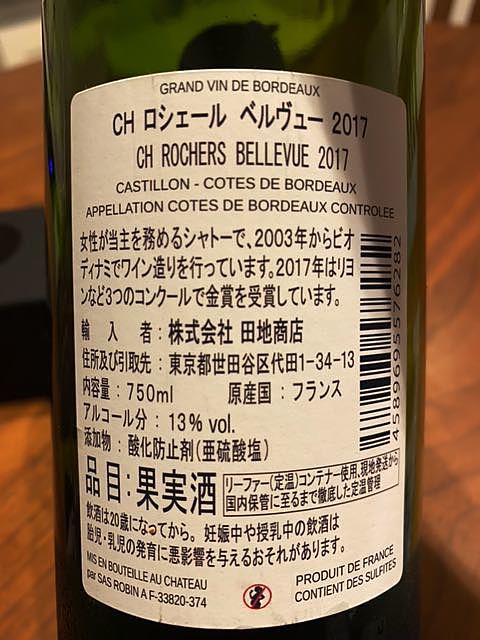 GRAND VIN DE BORDEAUX
CH ロシェール ベルヴュー 2017
CH ROCHERS BELLEVUE 2017
CASTILLON - COTES DE BORDEAUX
APPELLATION COTES DE BORDEAUX CONTROLEE
女性が当主を務めるシャトーで、2003年からビオ
ディナミでワイン造りを行っています。2017年はリヨ
ンなど3つのコンクールで金賞を受賞しています。
輸入者:株式会社 田地商店
住所及び引取先:東京都世田谷区代田1-34-13
内容量:750ml 原産国:フランス
アルコール分:13% vol.
添加物:酸化防止剤(亜硫酸塩)
品目:果実酒
リーファー(定温)コンテナー使用、現地発送から
国内保管に至るまで徹底した定温管理
飲酒は20歳になってから。妊娠中や授乳中の飲酒は
胎児・乳児の発育に悪影響を与えるおそれがあります。
MIS EN BOUTEILLE AU CHATEAU
par SAS ROBIN A F-33820-374
PRODUIT DE FRANCE
CONTIENT DES SULFITES
4589695576282